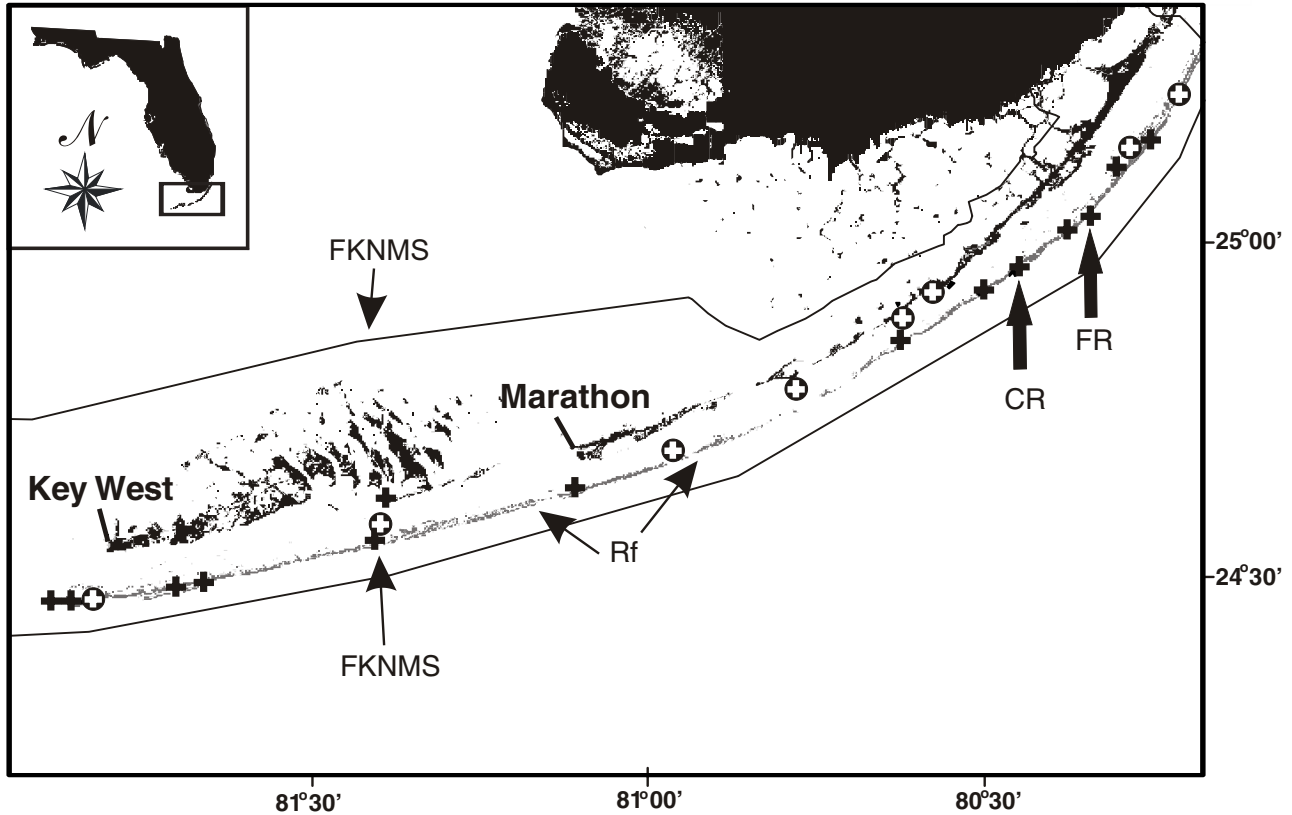 N
FKNMS
25°00'
FR
CR
Marathon
Key West
Rf
24°30'
FKNMS
81°30'
81°00'
80°30'